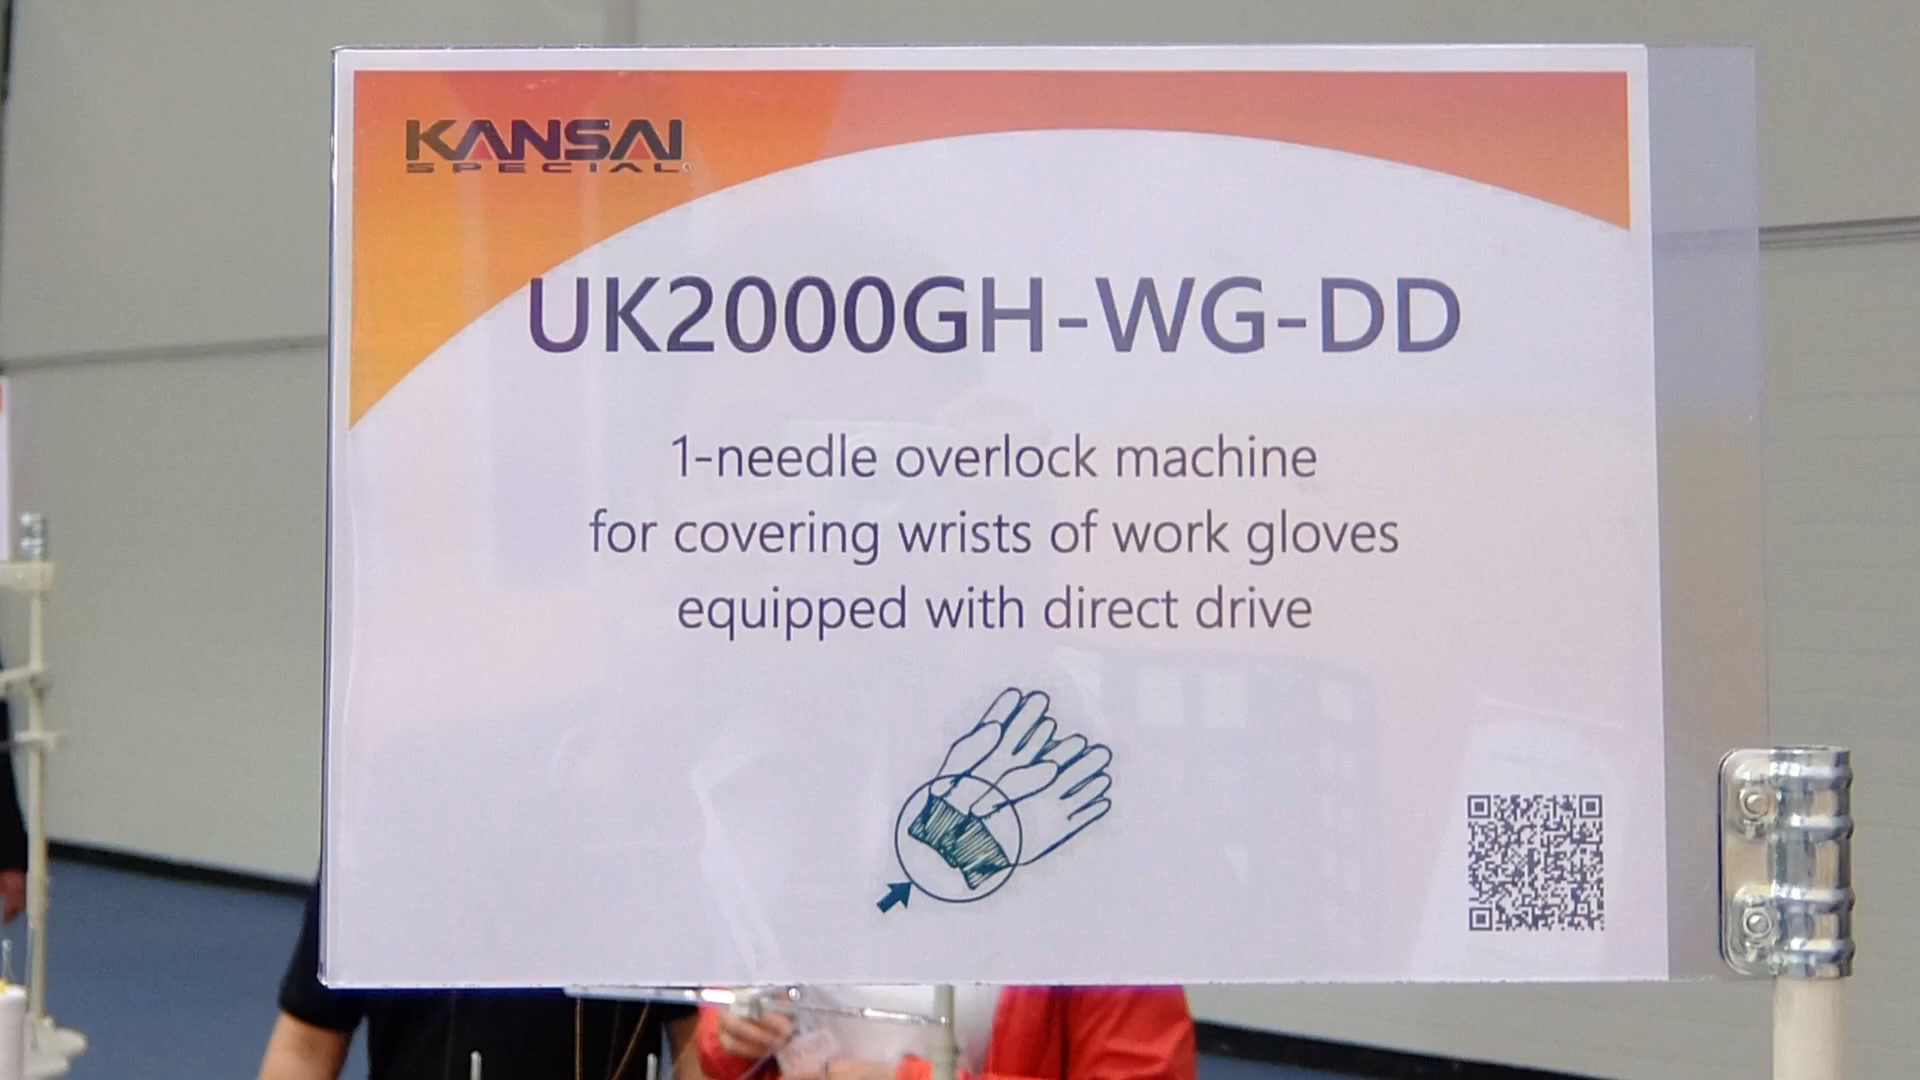 KANSAI
SPECIAL®
UK2000GH-WG-DD
1-needle overlock machine
for covering wrists of work gloves
equipped with direct drive